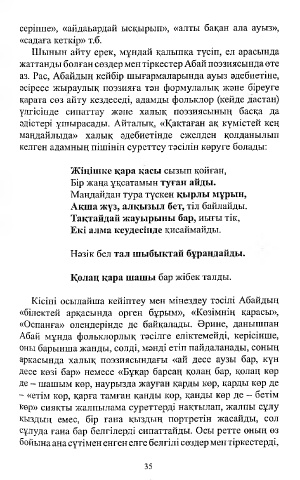 серінпе», «айдаһардай ысқырып», «алты бақан ала ауыз»,
«садаға кеткір» т.б.
Шынын айту ерек, мұндай қалыпқа түсіп, ел арасында
жатталды болған сөздер мен тіркестер Абай поэзиясында өте
аз. Рас, Абайдың кейбір шығармаларында ауыз әдебиетіне,
әсіресе жыраулық поэзияға тән формулалық және біреуге
қарата сөз айту кездеседі, адамды фольклор (кейде дастан)
үлгісінде сипаттау және халық поэзиясының басқа да
әдістері ұшырасады. Айталық, «Қақтаған ақ күмістей кең
маңдайлыда» халық әдебиетінде ежелден қолданылып
келген адамның пішінін суреттеу тәсілін көруге болады:
Жіңішке қара қасы сызып қойған,
Бір жаңа ұқсатамын туған айды.
Маңдайдан тура түскен қырлы мұрын,
Ақша жүз, алқызыл бет, тіл байлайды.
Тақтайдай жауырыны бар, иығы тік,
Екі алма кеудесінде қисаймайды.
Нәзік бел тал шыбықтай бұраңдайды.
Қолаң қара шашы бар жібек талды.
Кісіні осылайша кейіптеу мен мінездеу тәсілі Абайдың
«білектей арқасында өрген бұрым», «Көзімнің қарасы»,
«Оспанға» өлеңдерінде де байқалады. Әрине, данышпан
Абай мұнда фольклорлық тәсілге еліктемейді, керісінше,
оны барынша жанды, солді, мәнді етіп пайдаланады, соның
арқасында халық поэзиясындағы «ай десе аузы бар, күн
десе көзі бар» немесе «Бұқар барсаң қолаң бар, қолаң көр
де – шашым көр, наурызда жауған қарды көр, қарды көр де
– «етім көр, қарға тамған қанды көр, қанды көр де – бетім
көр» сияқты жалпылама суреттерді нақтылап, жалпы сұлу
қыздың емес, бір ғана қыздың портретін жасайды, сол
сұлуда ғана бар белгілерді сипаттайды. Осы ретте оның өз
бойына ана сүтімен енген елге белгілі сөздер мен тіркестерді,
35